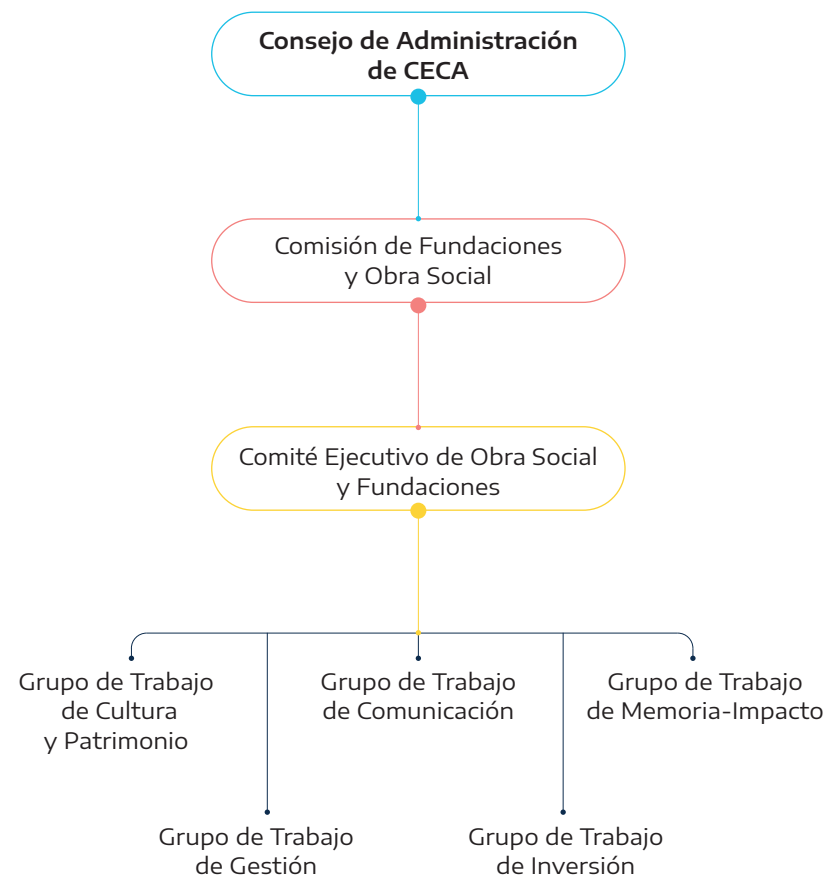 Consejo de Administración
de CECA
Comisión de Fundaciones
y Obra Social
Comité Ejecutivo de Obra Social
y Fundaciones
Grupo de Trabajo
de Cultura
y Patrimonio
Grupo de Trabajo
de Comunicación
Grupo de Trabajo
de Memoria-Impacto
Grupo de Trabajo
de Gestión
Grupo de Trabajo
de Inversión